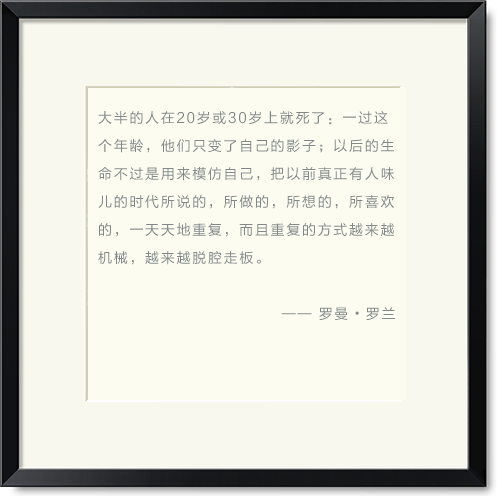 大半的人在20岁或30岁上就死了：一过这
个年龄，他们只变了自己的影子；以后的生
命不过是用来模仿自己，把以前真正有人味
儿的时代所说的，所做的，所想的，所喜欢
的，一天天地重复，而且重复的方式越来越
机械，越来越脱腔走板。
—— 罗曼·罗兰